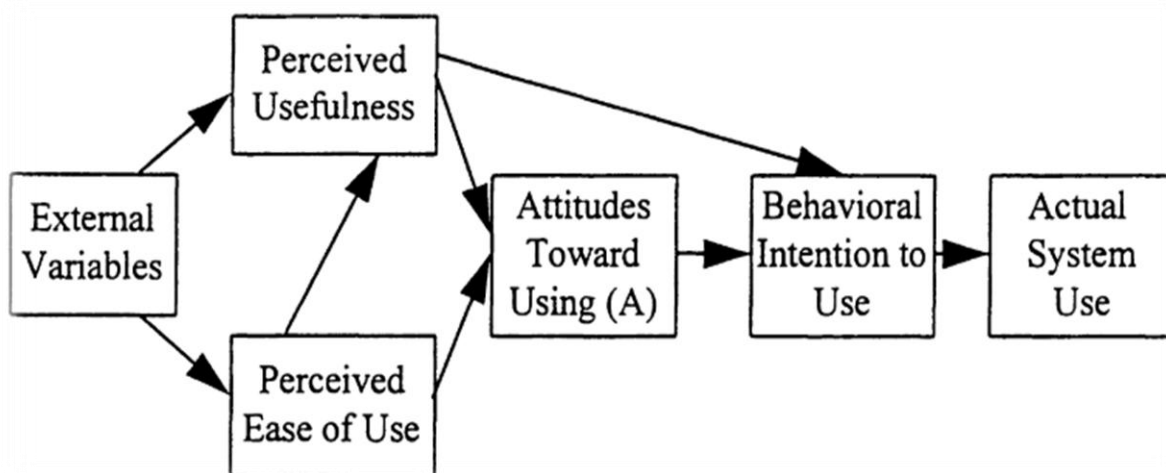 Perceived
Usefulness
External
Variables
Attitudes
Toward
Using (A)
Behavioral
Intention to
Use
Actual
System
Use
Perceived
Ease of Use